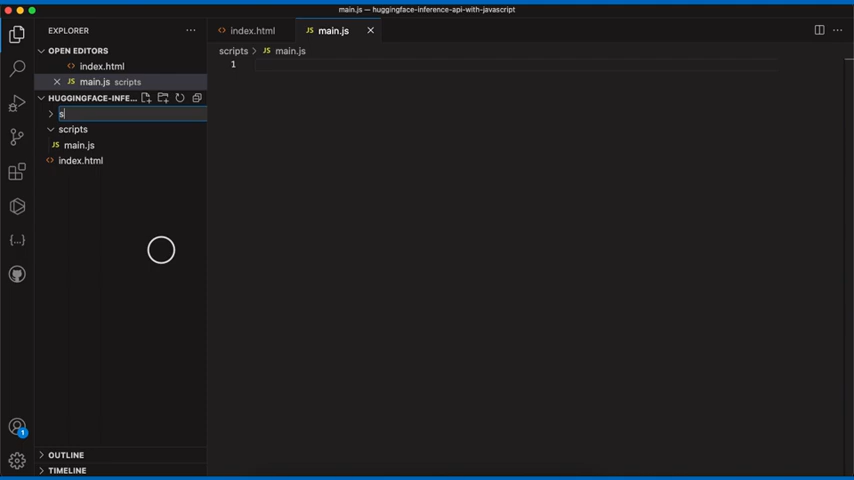 main.js — huggingface-inference-api-with-javascript
EXPLORER
index.html
JS main.js
OPEN EDITORS
scripts > JS main.js
index.html
1
JS main.js scripts
HUGGINGFACE-INFE...
s
scripts
JS main.js
index.html
1
OUTLINE
TIMELINE